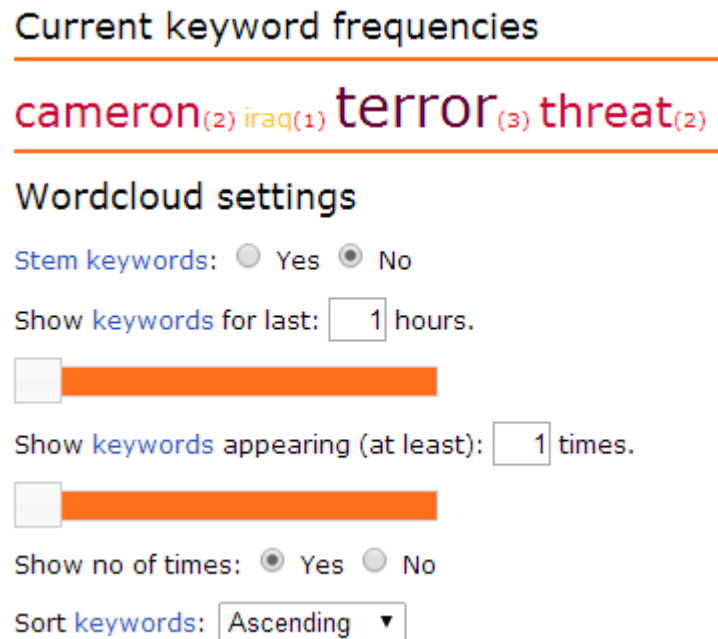 Current keyword frequencies
cameron(2) iraq(1) terror(3) threat(2)
Wordcloud settings
Stem keywords: Yes No
Show keywords for last: 1 hours.
Show keywords appearing (at least): 1 times.
Show no of times: Yes No
Sort keywords: Ascending